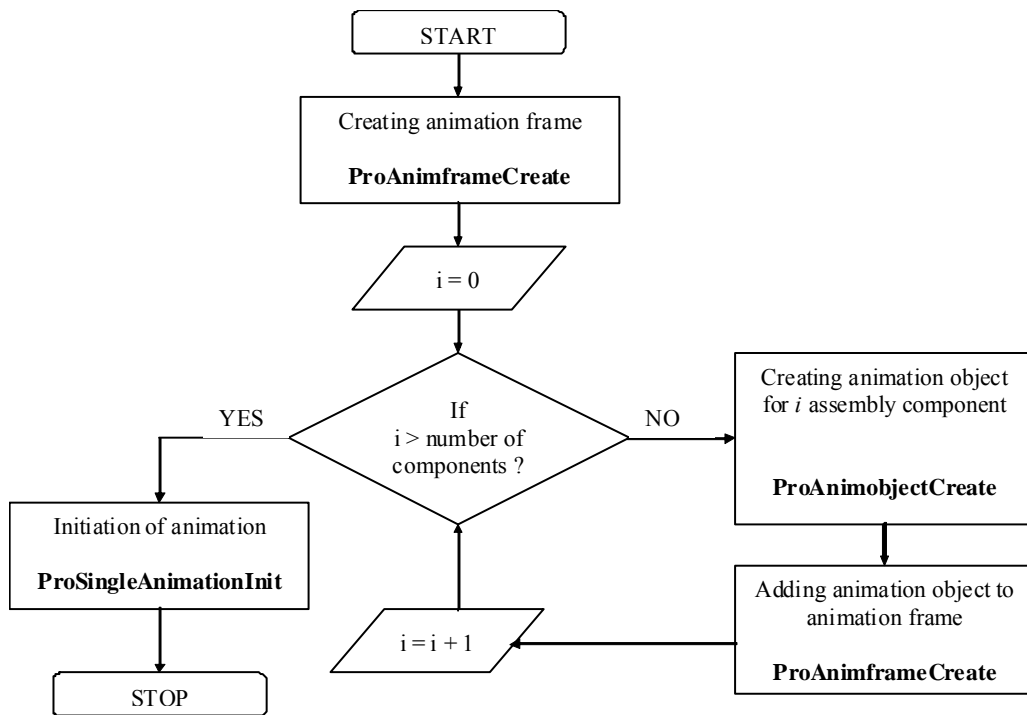 START
Creating animation frame
ProAnimframeCreate
i = 0
If
i > number of
components ?
YES
NO
Creating animation object
for i assembly component
ProAnimobjectCreate
Initiation of animation
ProSingleAnimationInit
Adding animation object to
animation frame
ProAnimframeCreate
i = i + 1
STOP